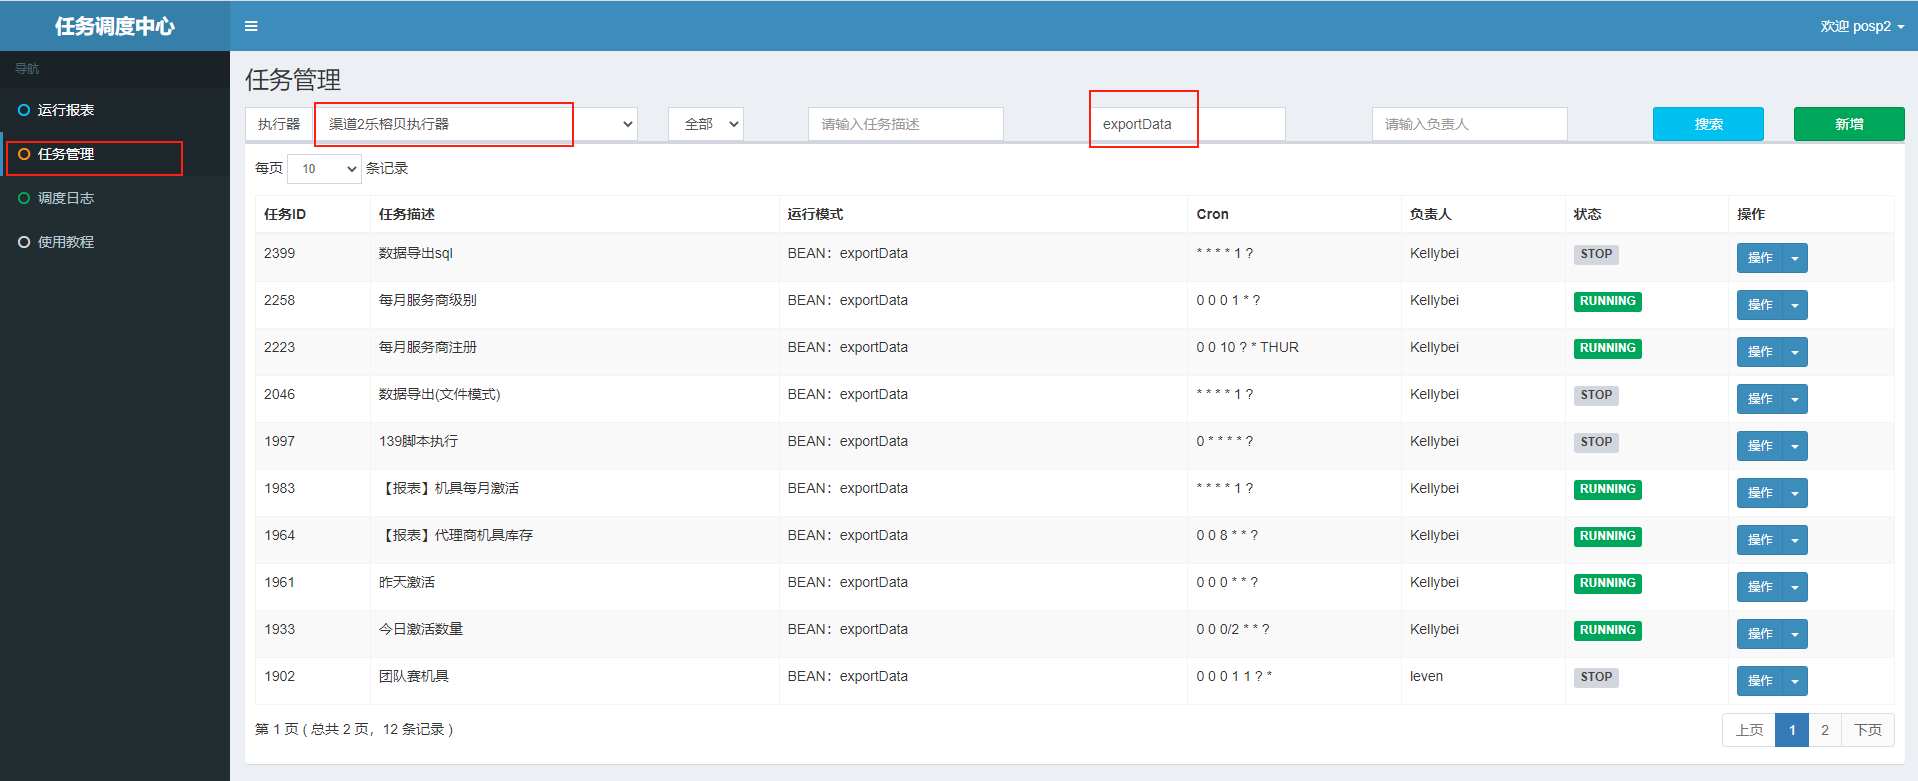 任务调度中心
欢迎 posp2
导航
运行报表
任务管理
调度日志
使用教程
任务管理
执行器 渠道2乐榕贝执行器 全部 请输入任务描述 exportData 请输入负责人 搜索 新增
每页 10 条记录
任务ID 任务描述 运行模式 Cron 负责人 状态 操作
2399 数据导出sql BEAN：exportData * * * * 1 ? Kellybei STOP 操作
2258 每月服务商级别 BEAN：exportData 0 0 0 1 * ? Kellybei RUNNING 操作
2223 每月服务商注册 BEAN：exportData 0 0 10 ? * THUR Kellybei RUNNING 操作
2046 数据导出(文件模式) BEAN：exportData * * * * 1 ? Kellybei STOP 操作
1997 139脚本执行 BEAN：exportData 0 * * * * ? Kellybei STOP 操作
1983 【报表】机具每月激活 BEAN：exportData * * * * 1 ? Kellybei RUNNING 操作
1964 【报表】代理商机具库存 BEAN：exportData 0 0 8 * * ? Kellybei RUNNING 操作
1961 昨天激活 BEAN：exportData 0 0 0 * * ? Kellybei RUNNING 操作
1933 今日激活数量 BEAN：exportData 0 0 0/2 * * ? Kellybei RUNNING 操作
1902 团队赛机具 BEAN：exportData 0 0 0 1 1 ? * leven STOP 操作
第 1 页 ( 总共 2 页，12 条记录 )
上页 1 2 下页